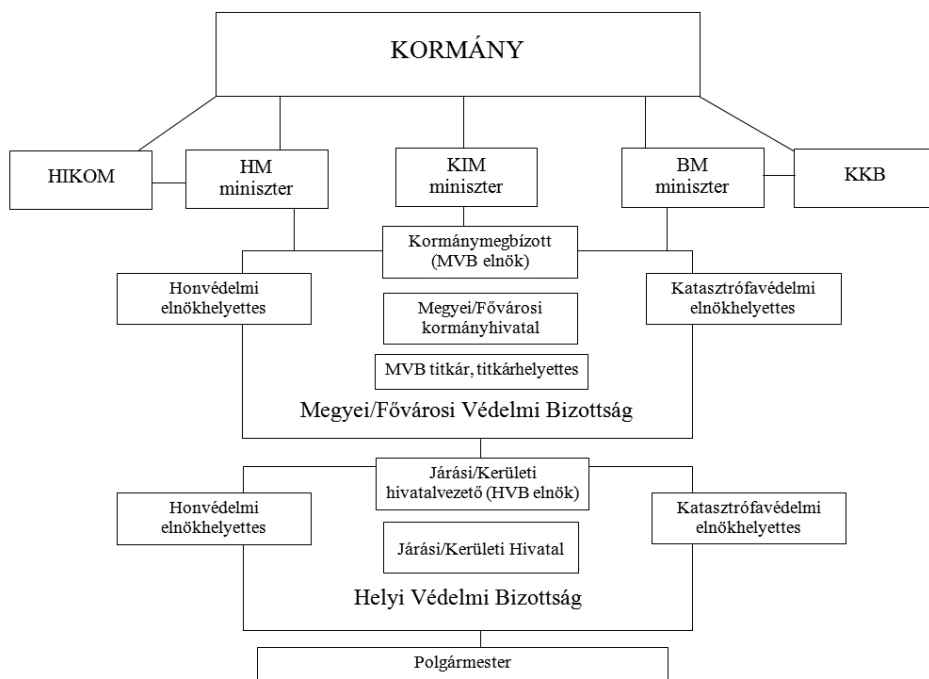 KORMÁNY
HIKOM
HM
miniszter
KIM
miniszter
BM
miniszter
KKB
Kormánymegbízott
(MVB elnök)
Honvédelmi
elnökhelyettes
Katasztrófavédelmi
elnökhelyettes
Megyei/Fővárosi
kormányhivatal
MVB titkár, titkárhelyettes
Megyei/Fővárosi Védelmi Bizottság
Járási/Kerületi
hivatalvezető (HVB elnök)
Honvédelmi
elnökhelyettes
Katasztrófavédelmi
elnökhelyettes
Járási/Kerületi Hivatal
Helyi Védelmi Bizottság
Polgármester